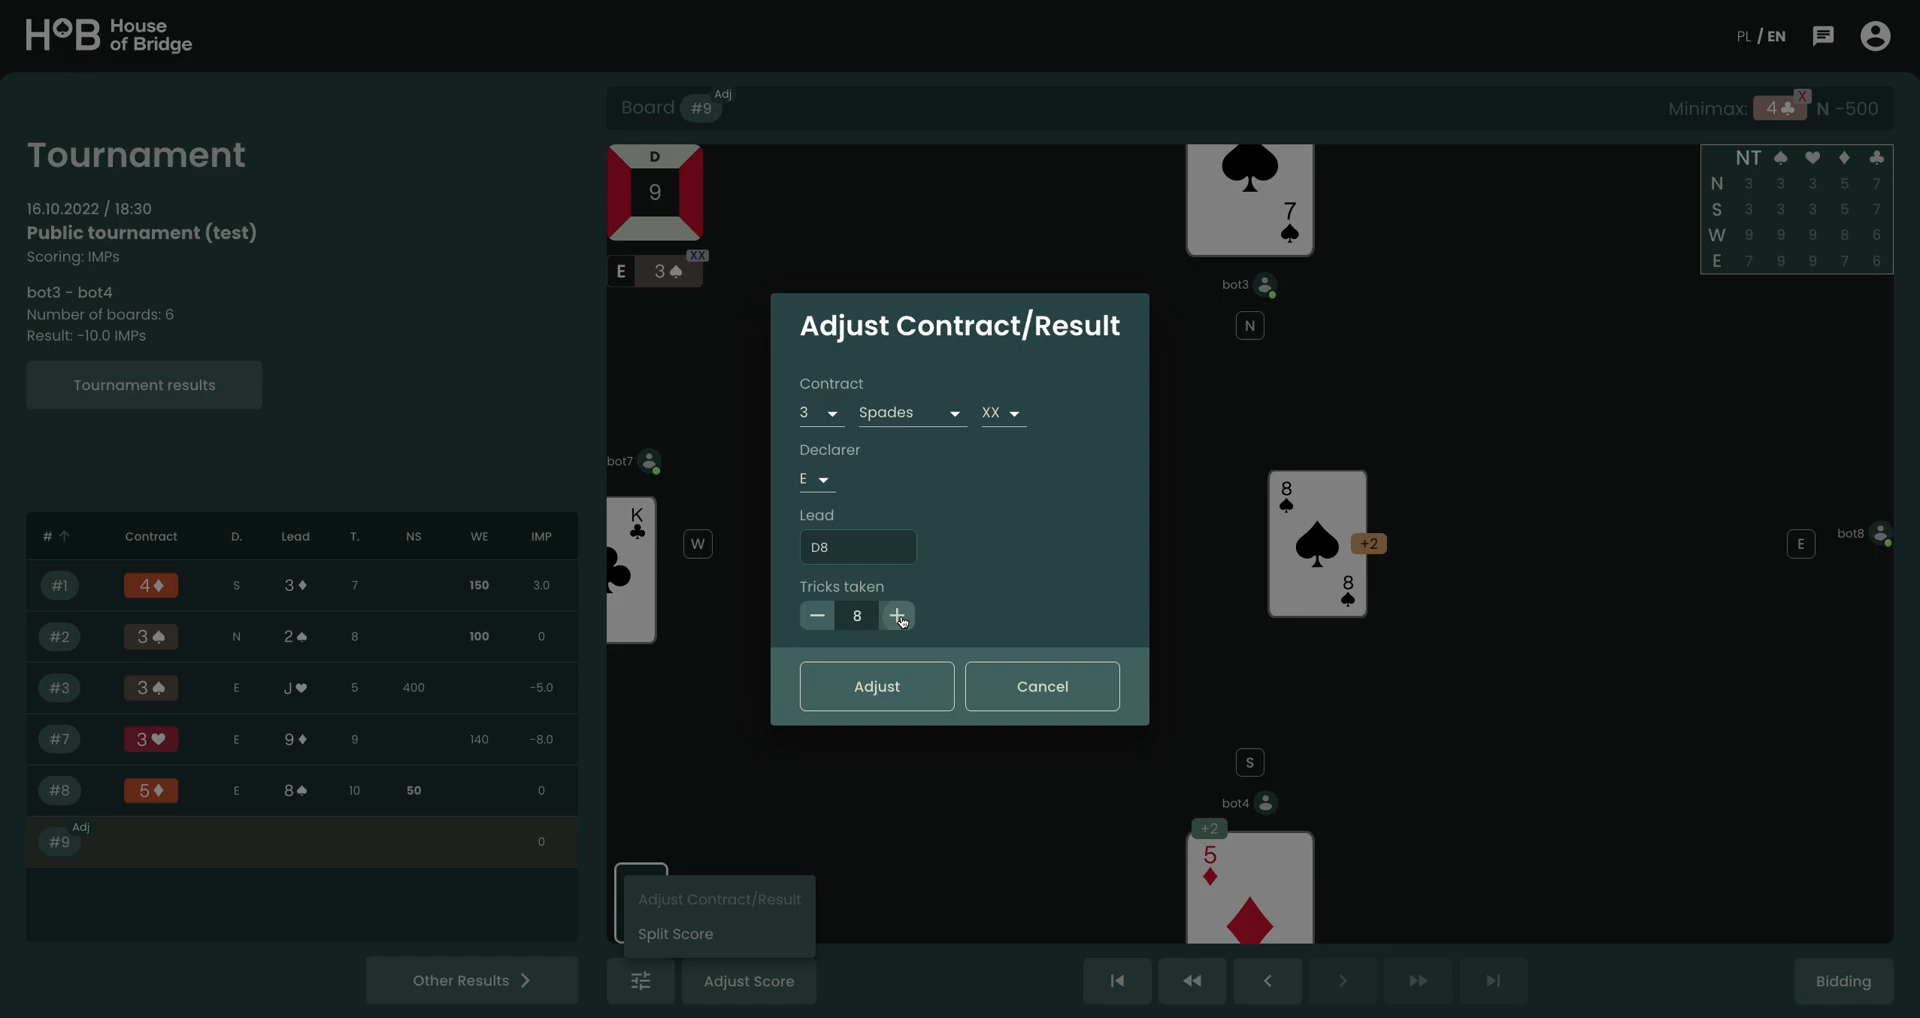 H B House of Bridge
PL / EN
Tournament
16.10.2022 / 18:30
Public tournament (test)
Scoring: IMPs
bot3 - bot4
Number of boards: 6
Result: -10.0 IMPs
Tournament results
# ↑ Contract D. Lead T. NS WE IMP
#1 4♦ S 3♦ 7 150 3.0
#2 3♠ N 2♠ 8 100 0
#3 3♠ E J♥ 5 400 -5.0
#7 3♥ E 9♦ 9 140 -8.0
#8 5♦ E 8♠ 10 50 0
#9 Adj 0
Other Results
Board #9 Adj
Minimax: 4♣ X N -500
D
9
E 3♠ XX
7♠
bot3
N
NT ♠ ♥ ♦ ♣
N 3 3 3 5 7
S 3 3 3 5 7
W 9 9 9 8 6
E 7 9 9 7 6
bot7
K♣
W
8♠
+2
8♠
E
bot8
S
bot4
+2
5♦
Adjust Contract/Result
Contract
3 Spades XX
Declarer
E
Lead
D8
Tricks taken
− 8 +
Adjust Cancel
Adjust Contract/Result
Split Score
Adjust Score
Bidding